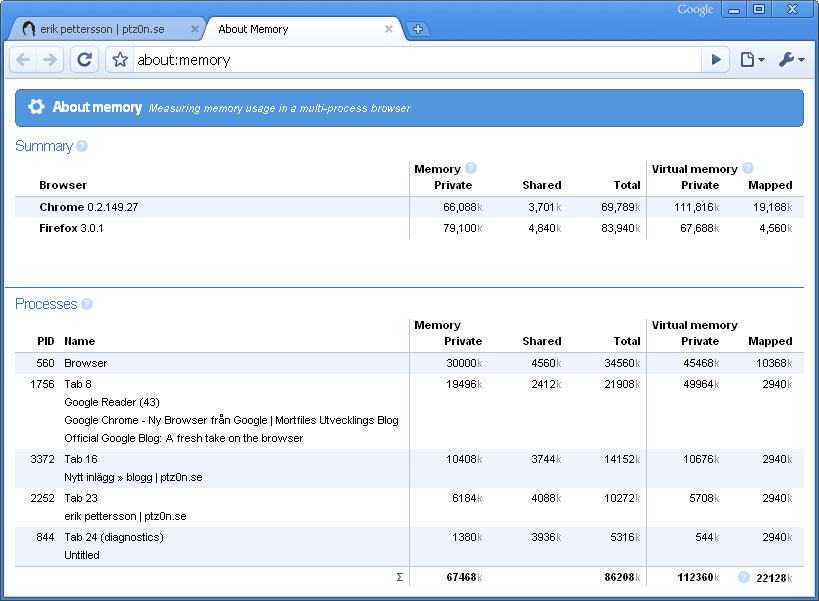 Google
erik pettersson | ptz0n.se
About Memory
about:memory
About memory Measuring memory usage in a multi-process browser
Summary ?
Memory ? Virtual memory ?
Browser Private Shared Total Private Mapped
Chrome 0.2.149.27 66,088k 3,701k 69,789k 111,816k 19,188k
Firefox 3.0.1 79,100k 4,840k 83,940k 67,688k 4,560k
Processes ?
Memory Virtual memory
PID Name Private Shared Total Private Mapped
560 Browser 30000k 4560k 34560k 45468k 10368k
1756 Tab 8 19496k 2412k 21908k 49964k 2940k
Google Reader (43)
Google Chrome - Ny Browser från Google | Mortfiles Utvecklings Blog
Official Google Blog: A fresh take on the browser
3372 Tab 16 10408k 3744k 14152k 10676k 2940k
Nytt inlägg » blogg | ptz0n.se
2252 Tab 23 6184k 4088k 10272k 5708k 2940k
erik pettersson | ptz0n.se
844 Tab 24 (diagnostics) 1380k 3936k 5316k 544k 2940k
Untitled
Σ 67468k 86208k 112360k ? 22128k